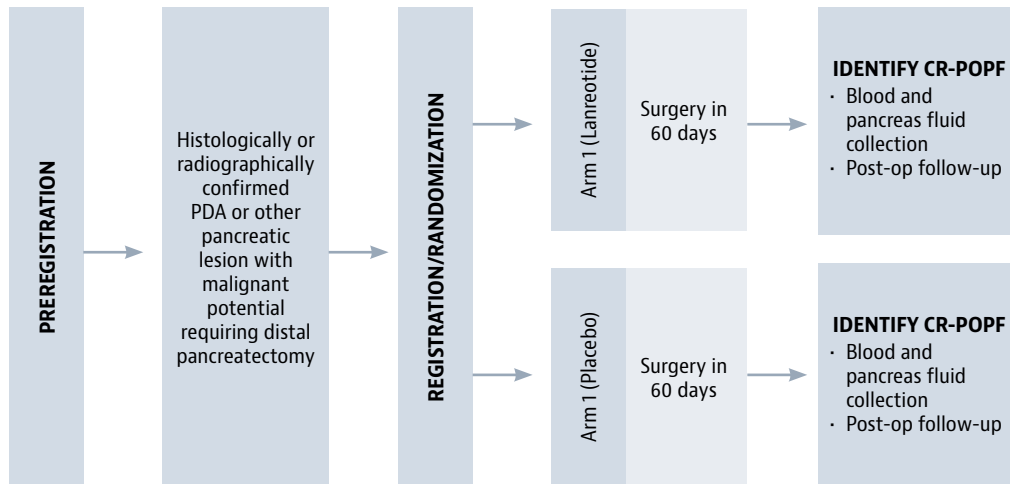 PREREGISTRATION
Histologically or
radiographically
confirmed
PDA or other
pancreatic
lesion with
malignant
potential
requiring distal
pancreatectomy
REGISTRATION/RANDOMIZATION
Arm 1 (Lanreotide)
Surgery in
60 days
IDENTIFY CR-POPF
· Blood and
pancreas fluid
collection
· Post-op follow-up
Arm 1 (Placebo)
Surgery in
60 days
IDENTIFY CR-POPF
· Blood and
pancreas fluid
collection
· Post-op follow-up